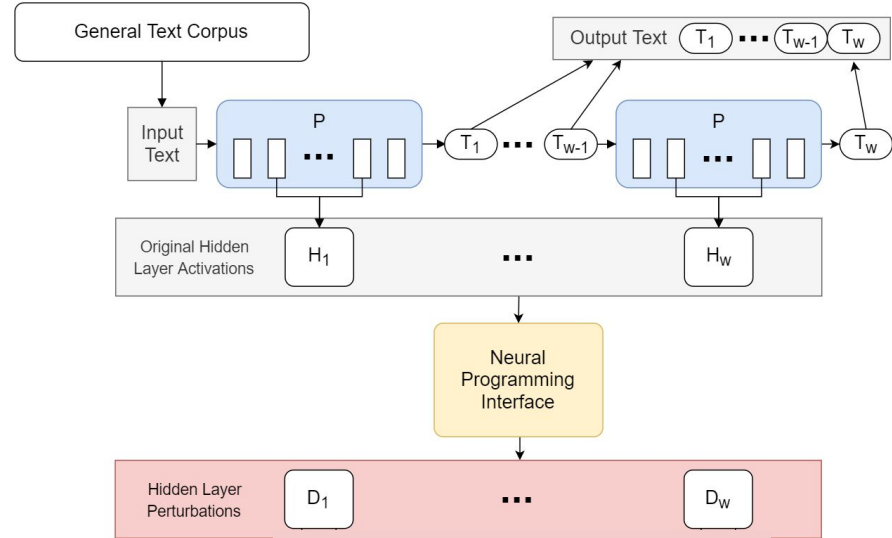 General Text Corpus
Output Text T1 ... Tw-1 Tw
Input
Text
P
...
T1 ... Tw-1
P
...
Tw
Original Hidden
Layer Activations
H1 ... Hw
Neural
Programming
Interface
Hidden Layer
Perturbations
D1 ... Dw